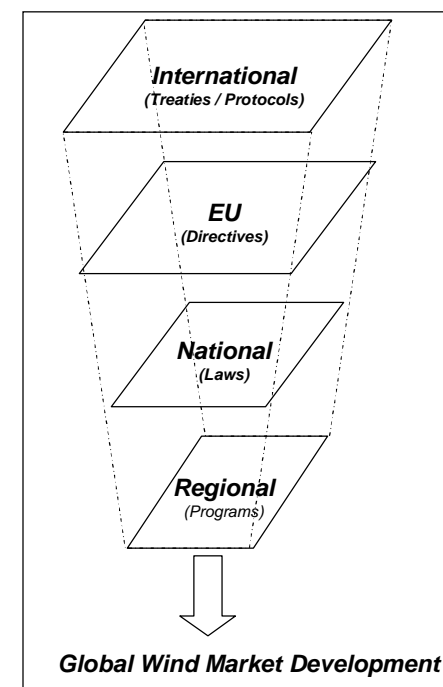 International
(Treaties / Protocols)
EU
(Directives)
National
(Laws)
Regional
(Programs)
Global Wind Market Development